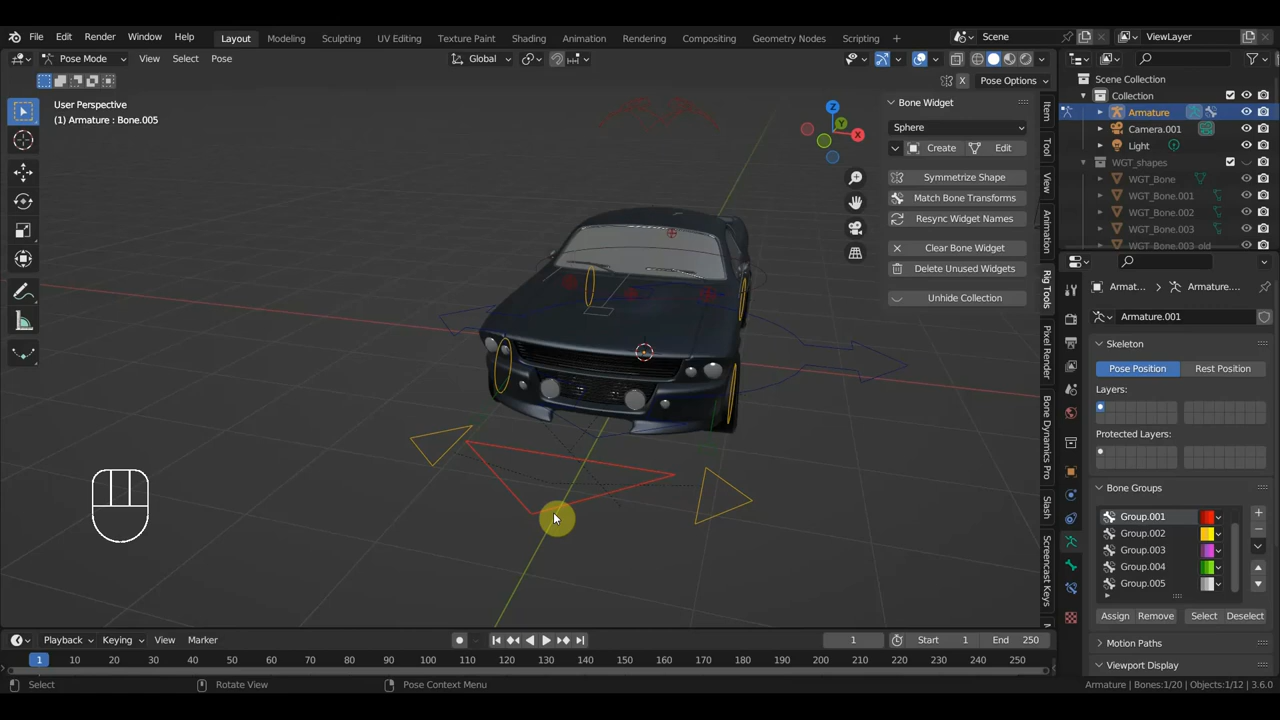 File Edit Render Window Help Layout Modeling Sculpting UV Editing Texture Paint Shading Animation Rendering Compositing Geometry Nodes Scripting + Scene ViewLayer
Pose Mode View Select Pose Global
X Pose Options
User Perspective
(1) Armature : Bone.005
Z
Y
X
Bone Widget
Sphere
Create Edit
Symmetrize Shape
Match Bone Transforms
Resync Widget Names
Clear Bone Widget
Delete Unused Widgets
Unhide Collection
Item
Tool
View
Animation
Rig Tools
Pixel Render
Bone Dynamics Pro
Slash
Screencast Keys
Scene Collection
Collection
Armature
Camera.001
Light
WGT_shapes
WGT_Bone
WGT_Bone.001
WGT_Bone.002
WGT_Bone.003
WGT_Bone.003_old
Armat... Armature....
Armature.001
Skeleton
Pose Position Rest Position
Layers:
Protected Layers:
Bone Groups
Group.001
Group.002
Group.003
Group.004
Group.005
Assign Remove Select Deselect
Motion Paths
Viewport Display
Playback Keying View Marker 1 Start 1 End 250
1 10 20 30 40 50 60 70 80 90 100 110 120 130 140 150 160 170 180 190 200 210 220 230 240 250
Select Rotate View Pose Context Menu Armature | Bones:1/20 | Objects:1/12 | 3.6.0